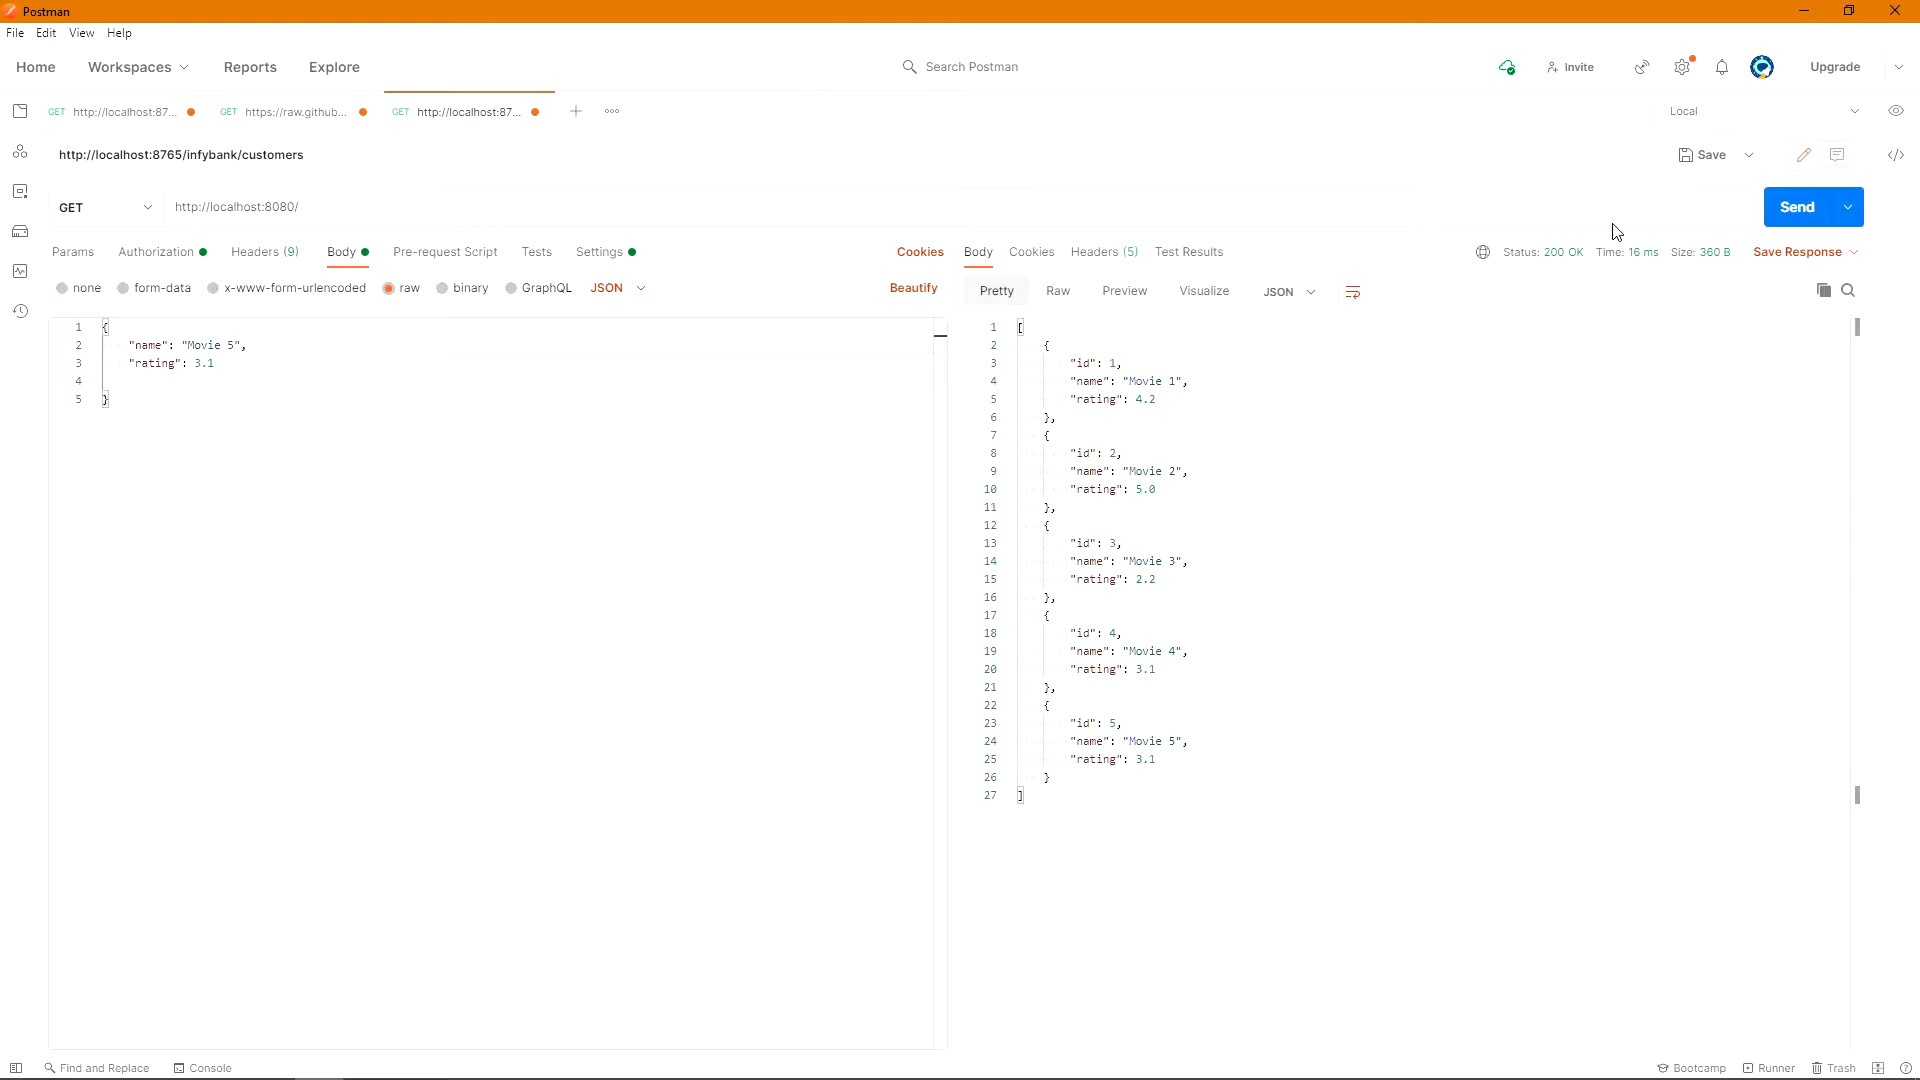 Postman
File Edit View Help
Home Workspaces Reports Explore Search Postman Invite Upgrade
GET http://localhost:87... GET https://raw.github... GET http://localhost:87... Local
http://localhost:8765/infybank/customers Save
GET http://localhost:8080/ Send
Params Authorization Headers (9) Body Pre-request Script Tests Settings Cookies Body Cookies Headers (5) Test Results Status: 200 OK Time: 16 ms Size: 360 B Save Response
none form-data x-www-form-urlencoded raw binary GraphQL JSON Beautify Pretty Raw Preview Visualize JSON
1 {
2 "name": "Movie 5",
3 "rating": 3.1
4
5 }
1 [
2 {
3 "id": 1,
4 "name": "Movie 1",
5 "rating": 4.2
6 },
7 {
8 "id": 2,
9 "name": "Movie 2",
10 "rating": 5.0
11 },
12 {
13 "id": 3,
14 "name": "Movie 3",
15 "rating": 2.2
16 },
17 {
18 "id": 4,
19 "name": "Movie 4",
20 "rating": 3.1
21 },
22 {
23 "id": 5,
24 "name": "Movie 5",
25 "rating": 3.1
26 }
27 ]
Find and Replace Console Bootcamp Runner Trash